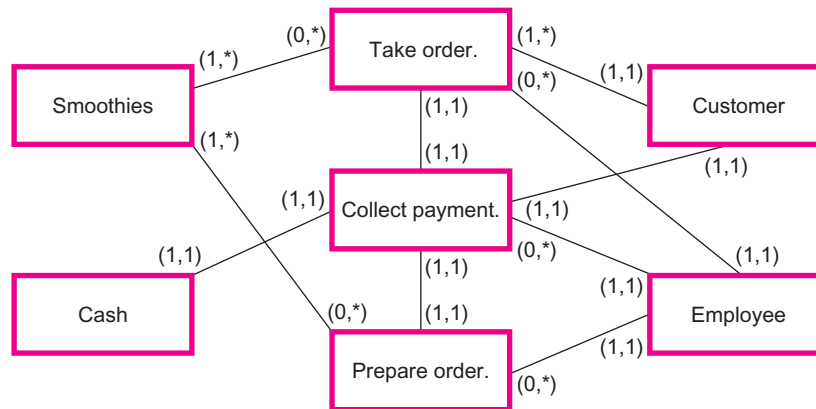 (0,*)
Take order.
(1,*)
(1,*)
(1,1)
(0,*)
Smoothies
Customer
(1,1)
(1,*)
(1,1)
(1,1)
(1,1)
Collect payment.
(1,1)
(1,1)
(0,*)
(1,1)
(1,1)
(1,1)
Cash
(0,*)
(1,1)
Employee
(1,1)
Prepare order.
(0,*)